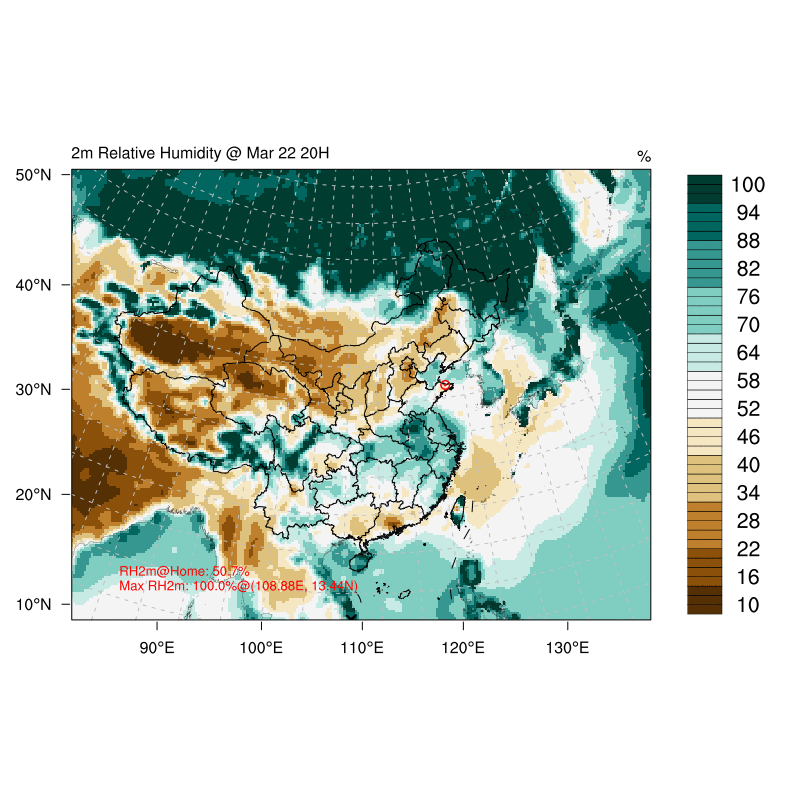 2m Relative Humidity @ Mar 22 20H
%
50°N
40°N
30°N
20°N
10°N
90°E
100°E
110°E
120°E
130°E
100
94
88
82
76
70
64
58
52
46
40
34
28
22
16
10
RH2m@Home: 50.7%
Max RH2m: 100.0%@(108.88E, 13.44N)